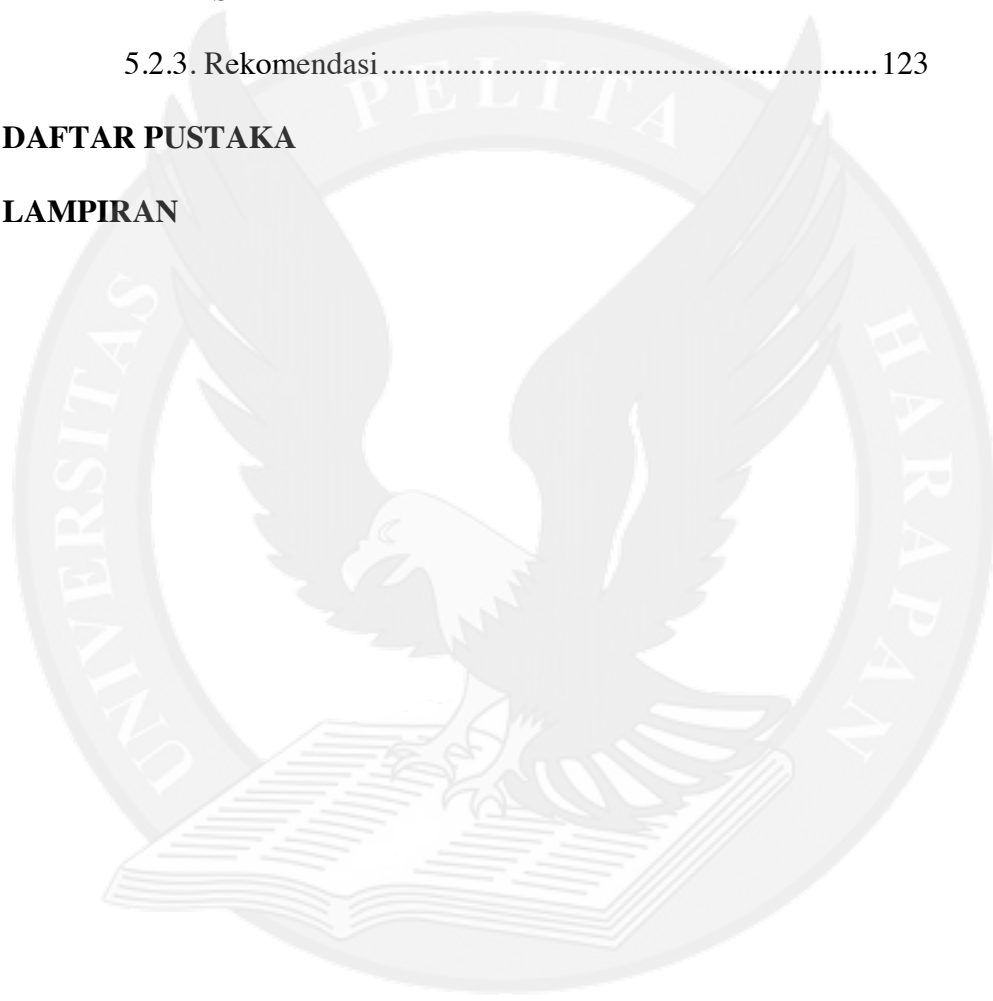 5.2.3. Rekomendasi............................................................123
DAFTAR PUSTAKA
LAMPIRAN
UNIVERSITAS PELITA HARAPAN